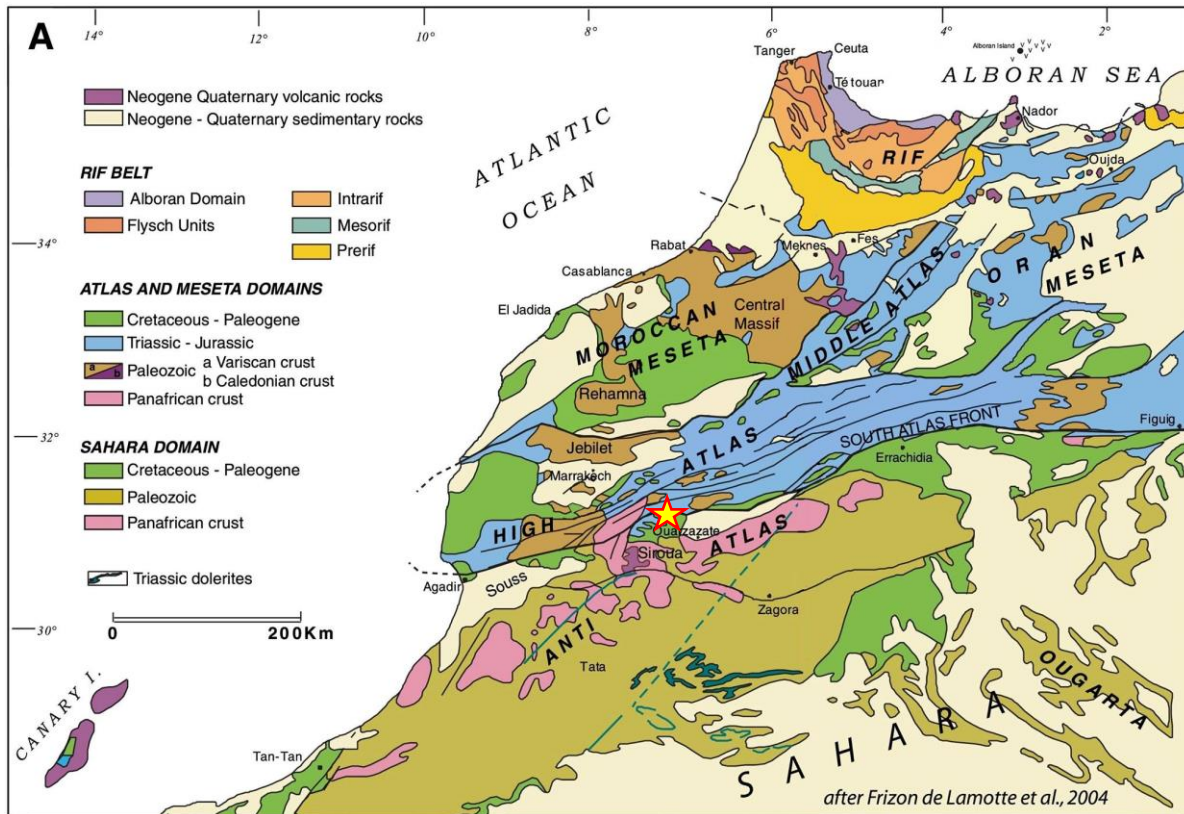 A
14°
12°
10°
8°
6°
4°
2°
Neogene Quaternary volcanic rocks
Neogene - Quaternary sedimentary rocks
RIF BELT
Alboran Domain
Flysch Units
Intrarif
Mesorif
Prerif
ATLAS AND MESETA DOMAINS
Cretaceous - Paleogene
Triassic - Jurassic
a
b
Paleozoic
a Variscan crust
b Caledonian crust
Panafrican crust
SAHARA DOMAIN
Cretaceous - Paleogene
Paleozoic
Panafrican crust
Triassic dolerites
0
200Km
34°
32°
30°
ATLANTIC
OCEAN
Alboran Island
ALBORAN SEA
Tanger
Ceuta
Tétouan
Nador
RIF
Oujda
Rabat
Meknes
Fes
Casablanca
El Jadida
Central
Massif
MOROCCAN
MESETA
MIDDLE ATLAS
ORAN
MESETA
Rehamna
Jebilet
Marrakech
HIGH
ATLAS
SOUTH ATLAS FRONT
Figuig
Errachidia
Ouarzazate
Siroua
ANTI
ATLAS
Agadir
Souss
Zagora
Tata
OUGARTA
SAHARA
CANARY I.
Tan-Tan
after Frizon de Lamotte et al., 2004